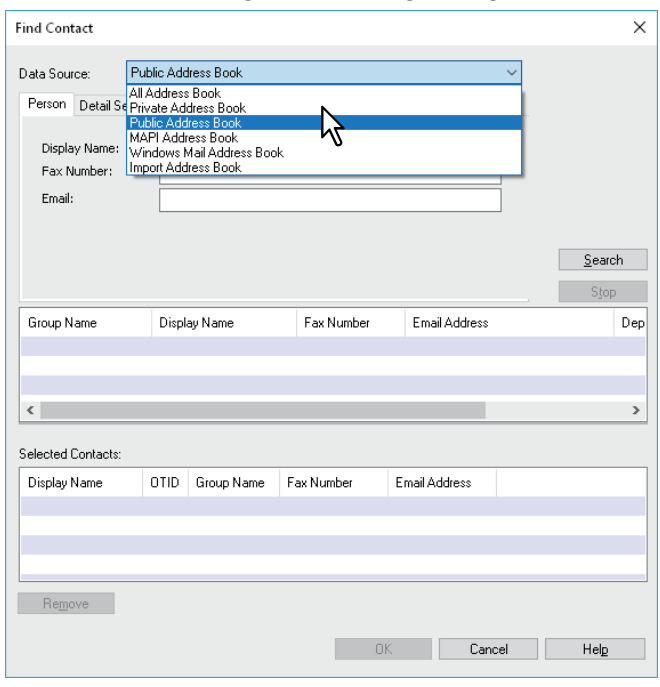 Find Contact
Data Source: Public Address Book
All Address Book
Person Detail Se Private Address Book
Public Address Book
MAPI Address Book
Display Name: Windows Mail Address Book
Fax Number: Import Address Book
Email:
Search
Stop
Group Name Display Name Fax Number Email Address Dep
Selected Contacts:
Display Name OTID Group Name Fax Number Email Address
Remove
OK Cancel Help